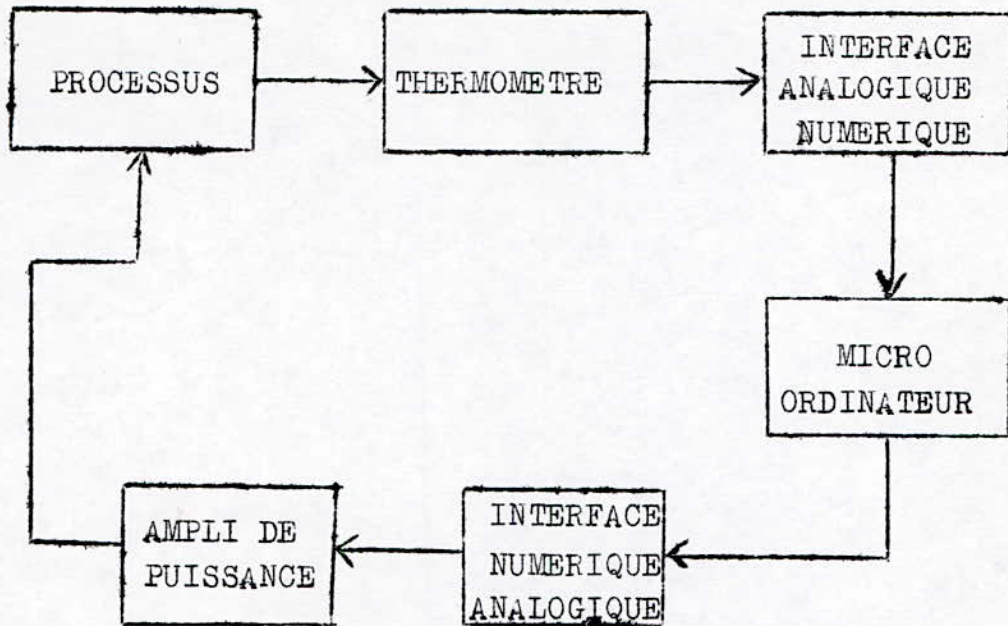 PROCESSUS
THERMOMETRE
INTERFACE
ANALOGIQUE
NUMERIQUE
MICRO
ORDINATEUR
INTERFACE
NUMERIQUE
ANALOGIQUE
AMPLI DE
PUISSANCE